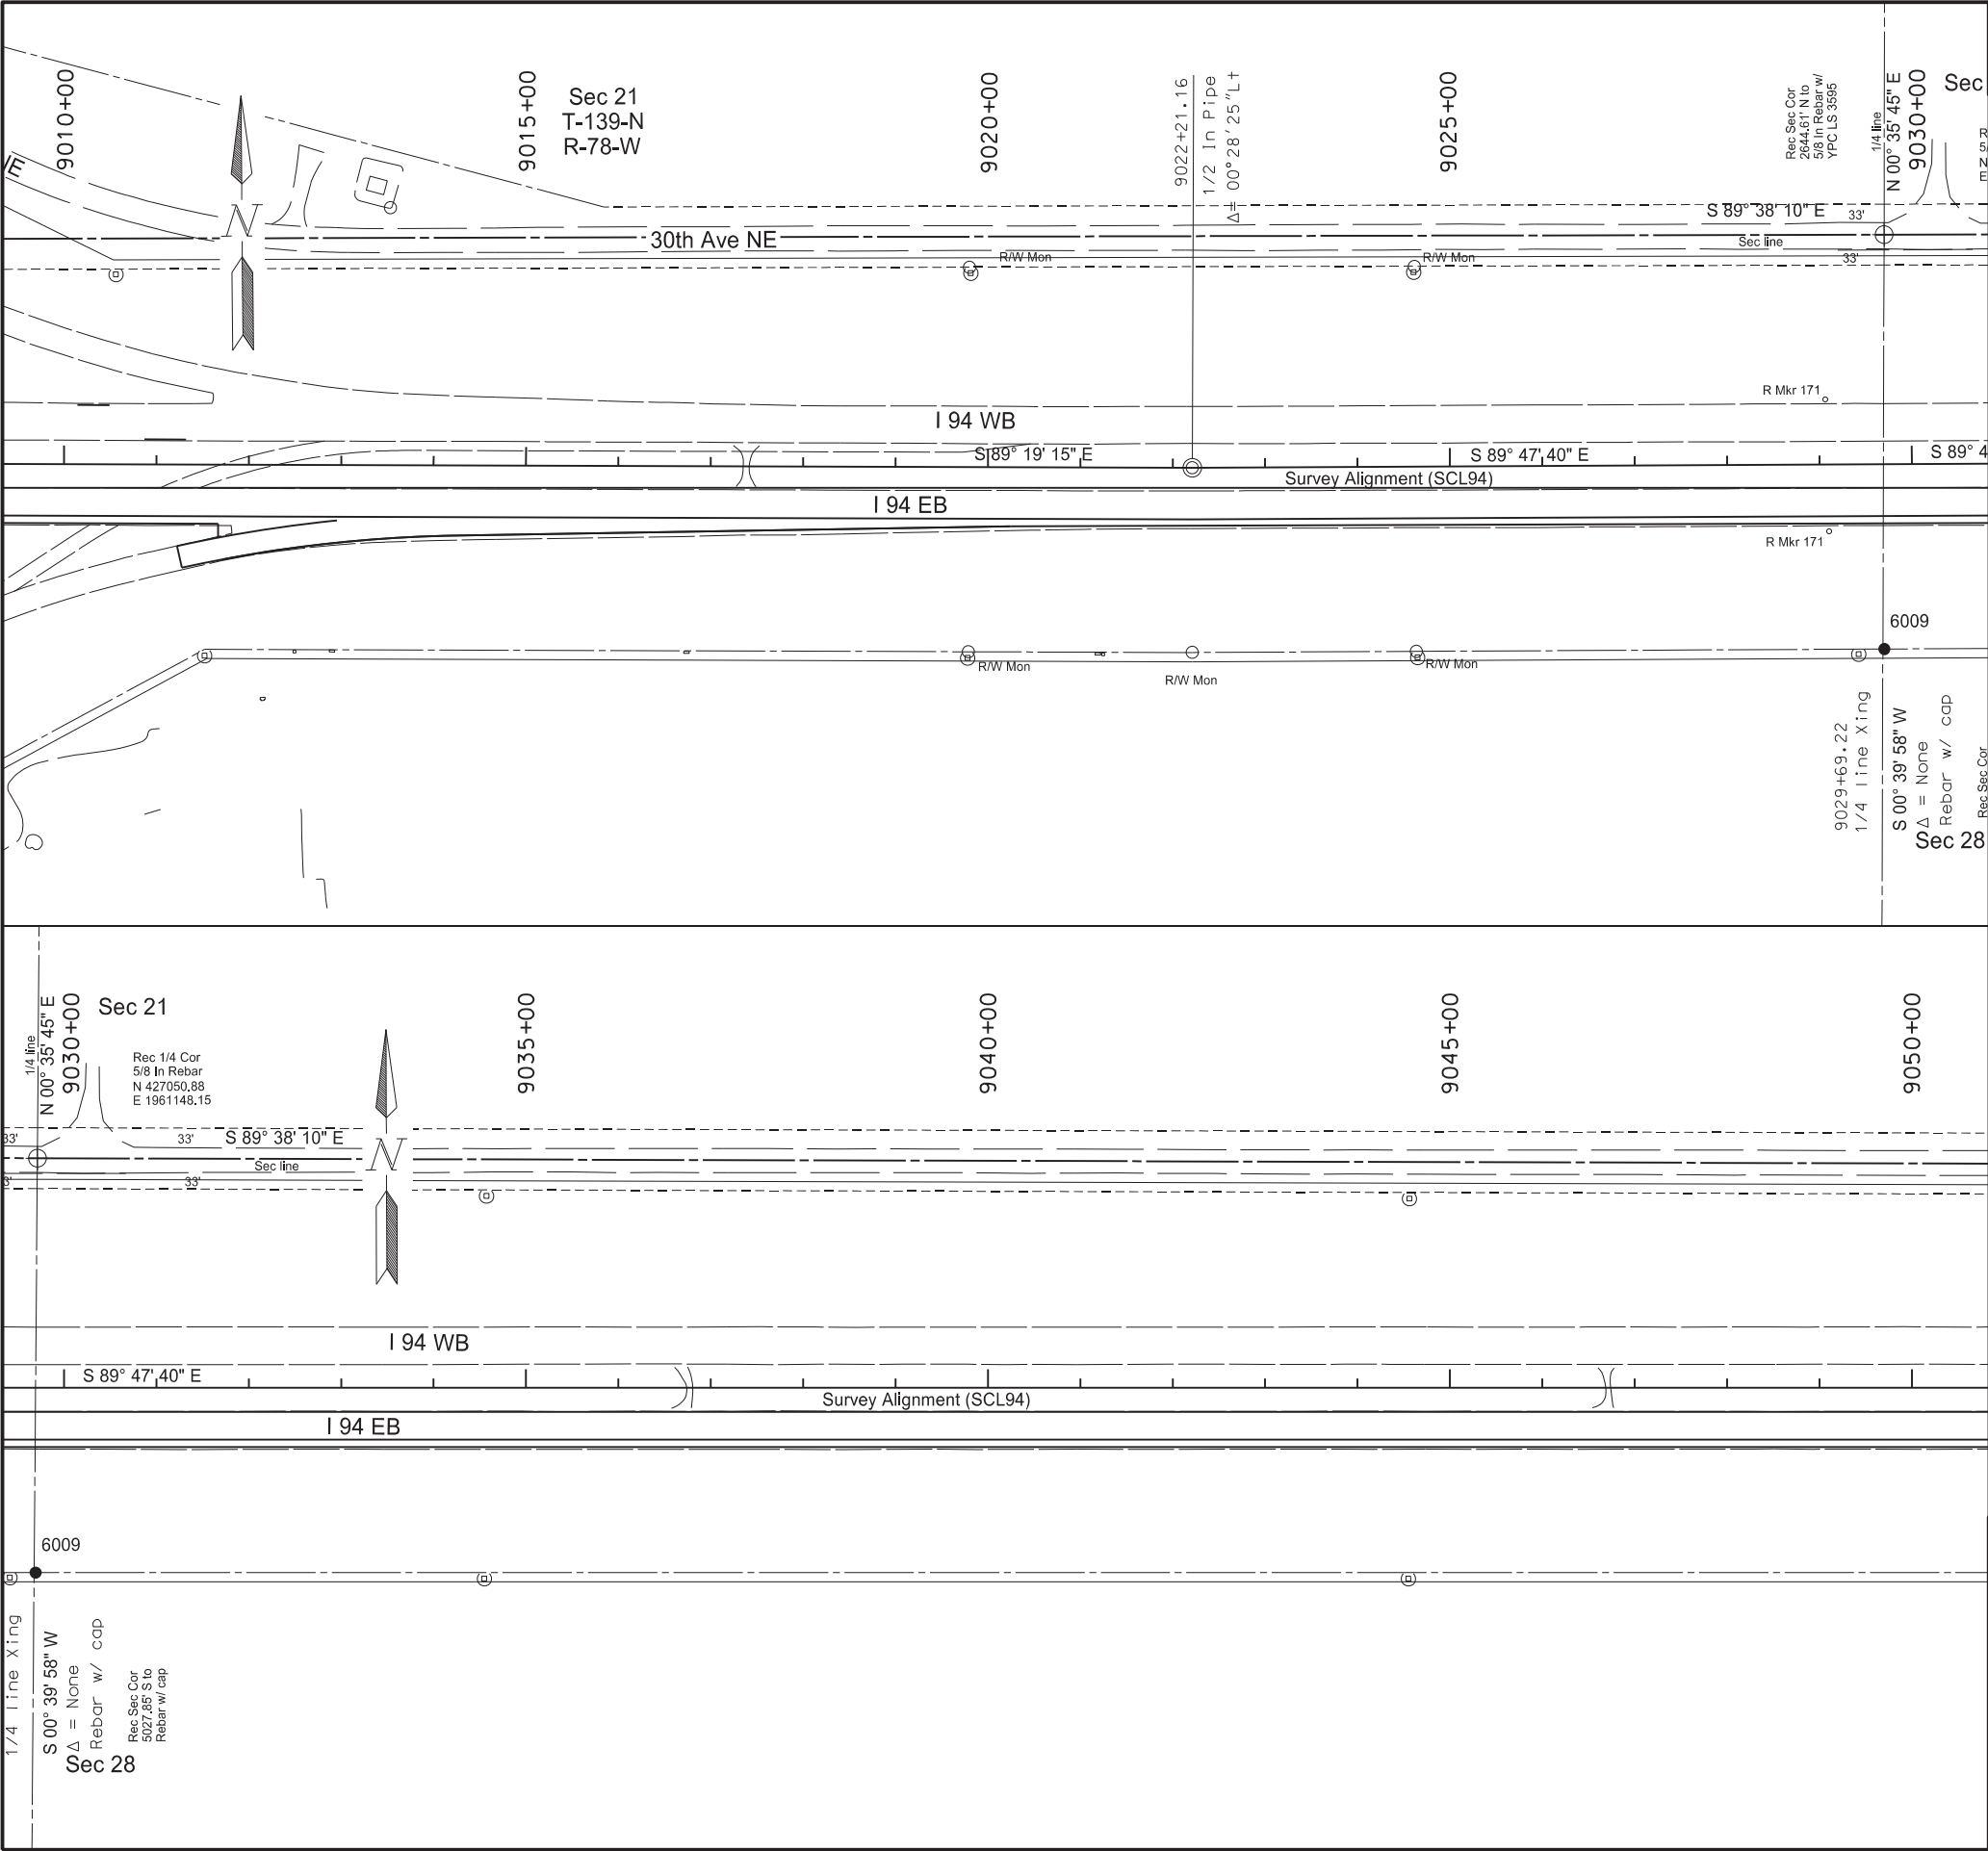 9010+00
9015+00
Sec 21
T-139-N
R-78-W
9020+00
9022+21.16
1/2 In Pipe
Δ= 00°28'25"Lt
9025+00
Rec Sec Cor
2644.61' N to
5/8 In Rebar w/
YPC LS 3595
1/4 line
N 00° 35' 45" E
9030+00
Sec
R
5/
N
E
/E
N
30th Ave NE
R/W Mon
R/W Mon
S 89° 38' 10" E
33'
Sec line
33'
R Mkr 171
I 94 WB
S 89° 19' 15" E
S 89° 47' 40" E
S 89° 4
Survey Alignment (SCL94)
I 94 EB
R Mkr 171
6009
R/W Mon
R/W Mon
R/W Mon
9029+69.22
1/4 line Xing
S 00° 39' 58" W
Δ = None
Rebar w/ cap
Rec Sec Cor
Sec 28
1/4 line
N 00° 35' 45" E
9030+00
Sec 21
Rec 1/4 Cor
5/8 In Rebar
N 427050.88
E 1961148.15
9035+00
9040+00
9045+00
9050+00
33'
33'
S 89° 38' 10" E
N
Sec line
3'
33'
I 94 WB
S 89° 47' 40" E
Survey Alignment (SCL94)
I 94 EB
6009
1/4 line Xing
S 00° 39' 58" W
Δ = None
Rebar w/ cap
Rec Sec Cor
5027.85' S to
Rebar w/ cap
Sec 28